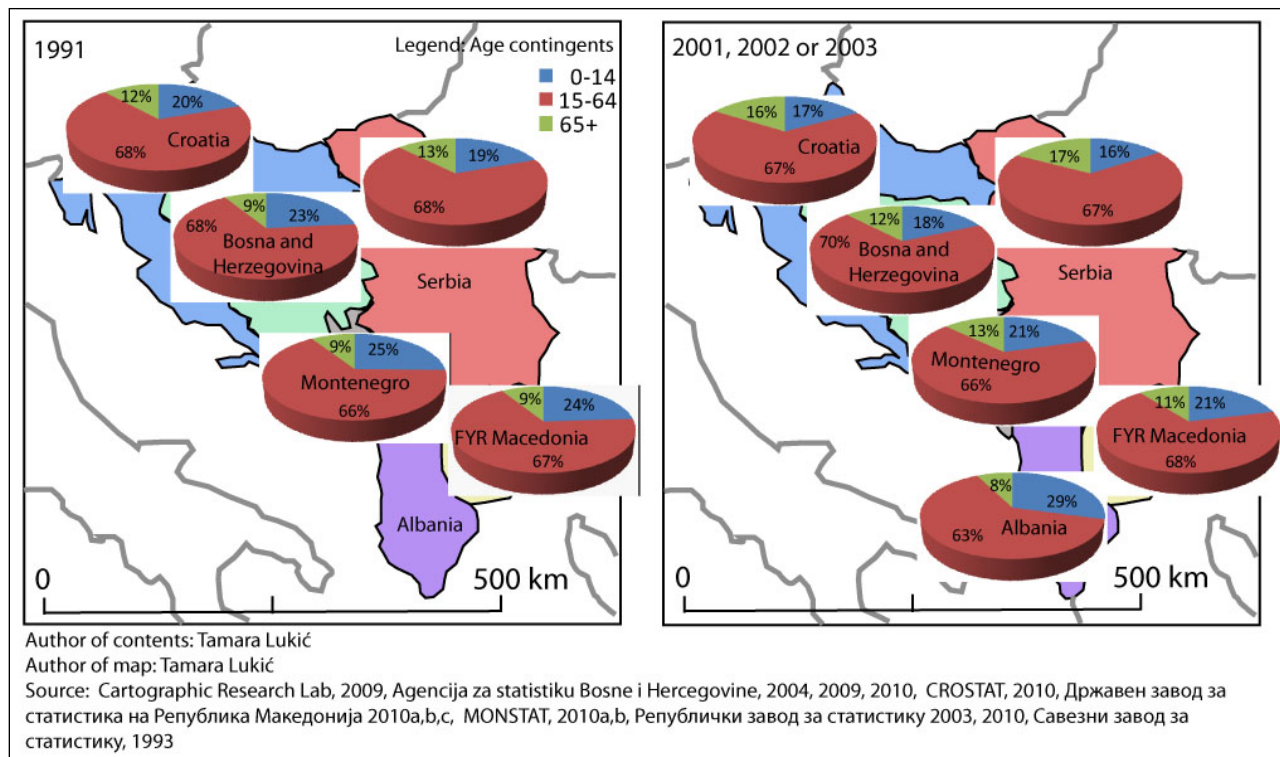 1991
Legend: Age contingents
0-14
15-64
65+
12%
20%
Croatia
68%
13%
19%
68%
9%
23%
68%
Bosna and
Herzegovina
Serbia
9%
25%
Montenegro
66%
9%
24%
FYR Macedonia
67%
Albania
0
500 km
2001, 2002 or 2003
16%
17%
Croatia
67%
17%
16%
67%
12%
18%
70%
Bosna and
Herzegovina
Serbia
13%
21%
Montenegro
66%
11%
21%
FYR Macedonia
68%
8%
29%
63%
Albania
0
500 km
Author of contents: Tamara Lukić
Author of map: Tamara Lukić
Source: Cartographic Research Lab, 2009, Agencija za statistiku Bosne i Hercegovine, 2004, 2009, 2010, CROSTAT, 2010, Државен завод за
статистика на Република Македонија 2010a,b,c, MONSTAT, 2010a,b, Републички завод за статистику 2003, 2010, Савезни завод за
статистику, 1993